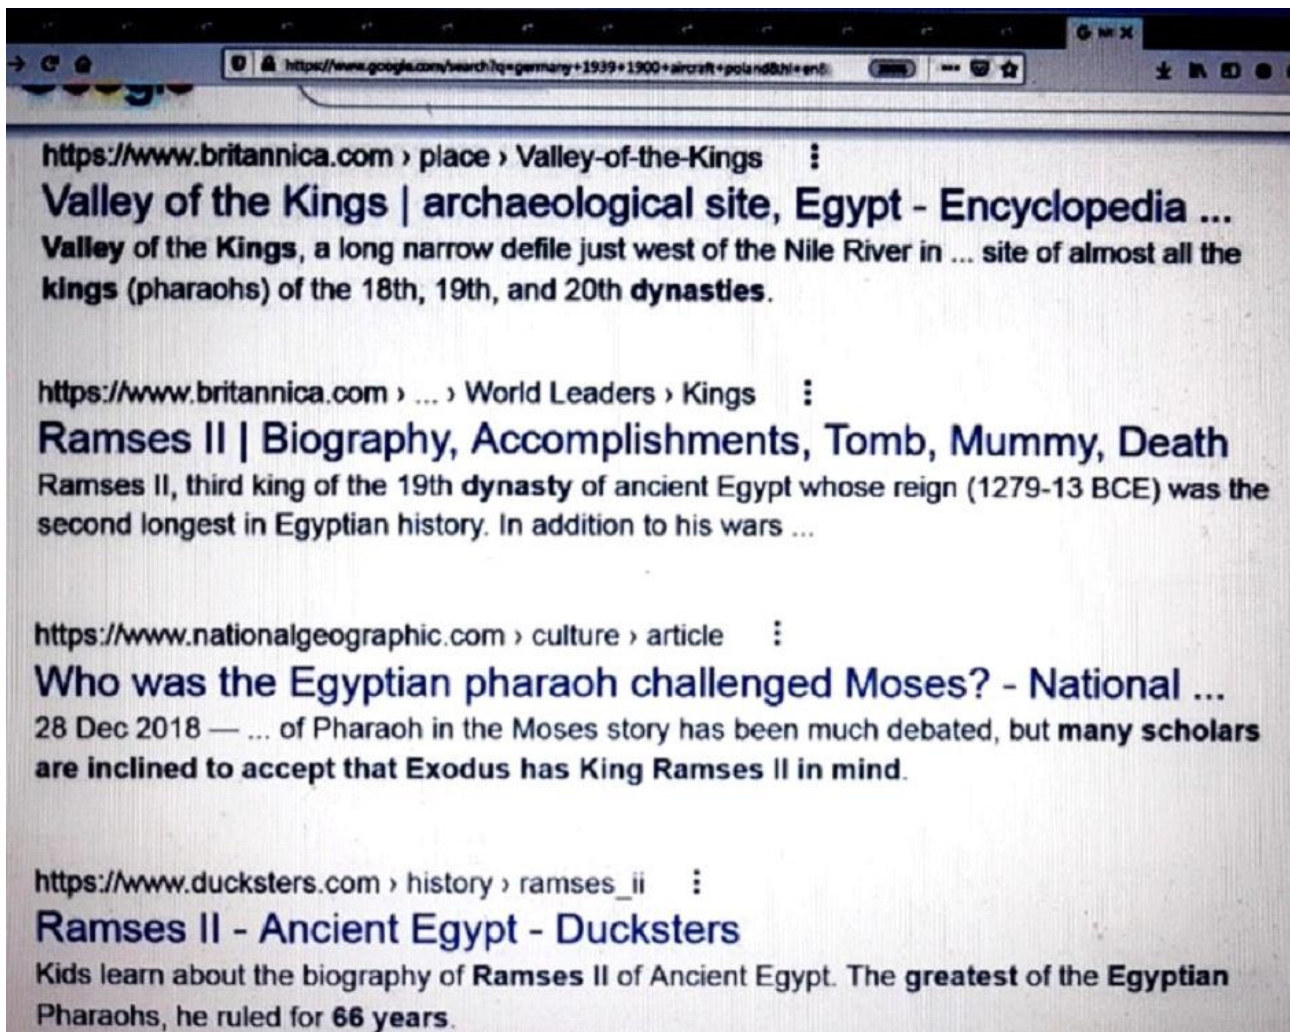 https://www.google.com/search?q=germany+1939+1900+aircraft+poland&hl=en&
https://www.britannica.com › place › Valley-of-the-Kings
Valley of the Kings | archaeological site, Egypt - Encyclopedia ...
Valley of the Kings, a long narrow defile just west of the Nile River in ... site of almost all the
kings (pharaohs) of the 18th, 19th, and 20th dynasties.
https://www.britannica.com › ... › World Leaders › Kings
Ramses II | Biography, Accomplishments, Tomb, Mummy, Death
Ramses II, third king of the 19th dynasty of ancient Egypt whose reign (1279-13 BCE) was the
second longest in Egyptian history. In addition to his wars ...
https://www.nationalgeographic.com › culture › article
Who was the Egyptian pharaoh challenged Moses? - National ...
28 Dec 2018 — ... of Pharaoh in the Moses story has been much debated, but many scholars
are inclined to accept that Exodus has King Ramses II in mind.
https://www.ducksters.com › history › ramses_ii
Ramses II - Ancient Egypt - Ducksters
Kids learn about the biography of Ramses II of Ancient Egypt. The greatest of the Egyptian
Pharaohs, he ruled for 66 years.